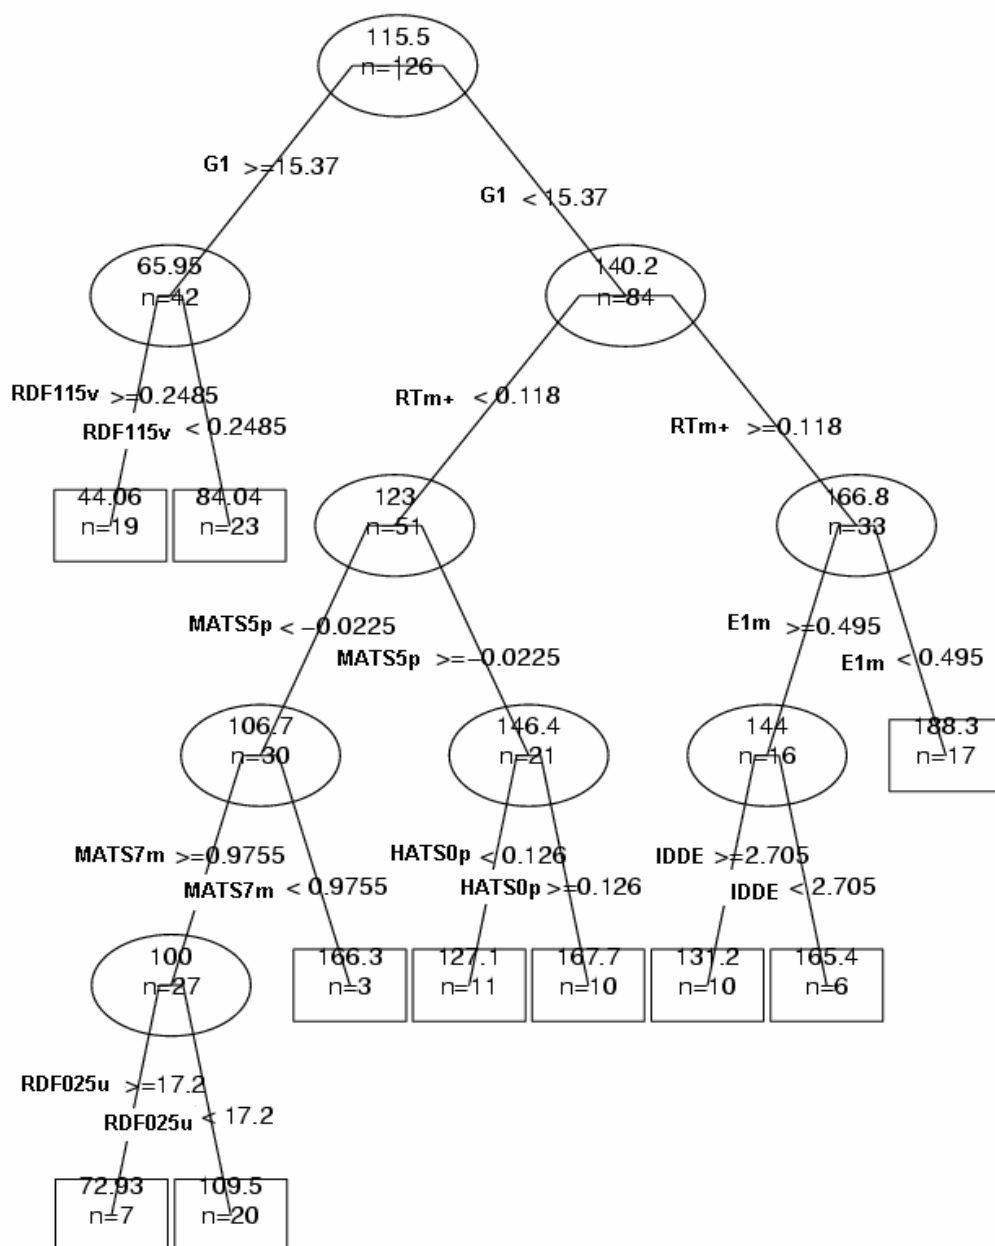 115.5
n=126
G1 >=15.37
G1 < 15.37
65.95
n=42
140.2
n=84
RDF115v >=0.2485
RDF115v < 0.2485
RTm+ < 0.118
RTm+ >=0.118
44.06
n=19
84.04
n=23
123
n=51
166.8
n=33
MATS5p < −0.0225
MATS5p >=−0.0225
E1m >=0.495
E1m < 0.495
106.7
n=30
146.4
n=21
144
n=16
188.3
n=17
MATS7m >=0.9755
MATS7m < 0.9755
HATS0p < 0.126
HATS0p >=0.126
IDDE >=2.705
IDDE < 2.705
100
n=27
166.3
n=3
127.1
n=11
167.7
n=10
131.2
n=10
165.4
n=6
RDF025u >=17.2
RDF025u < 17.2
72.93
n=7
109.5
n=20